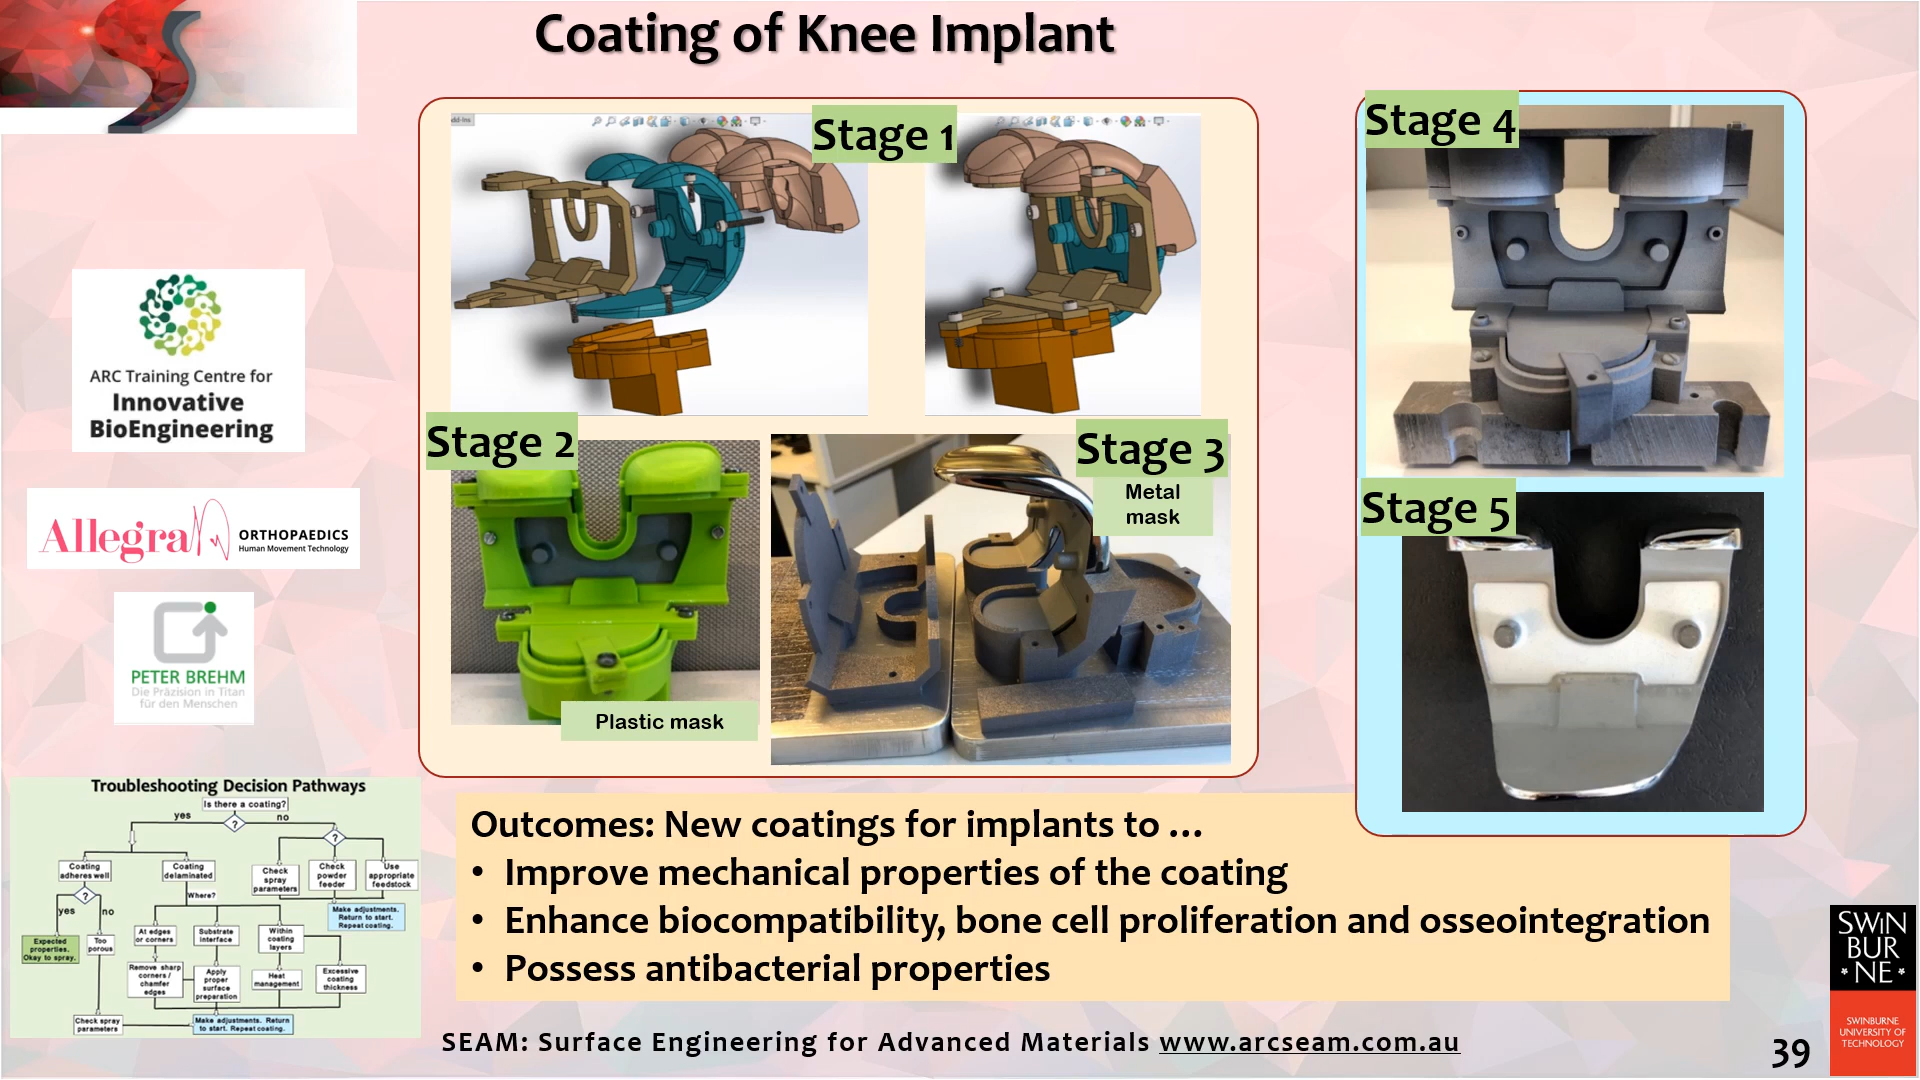 Coating of Knee Implant
dd-Ins
Stage 1
Stage 2
Plastic mask
Stage 3
Metal
mask
Stage 4
Stage 5
ARC Training Centre for
Innovative
BioEngineering
Allegra
ORTHOPAEDICS
Human Movement Technology
PETER BREHM
Die Präzision in Titan
für den Menschen
Troubleshooting Decision Pathways
Is there a coating?
yes
no
?
?
Coating
adheres well
Coating
delaminated
Check
spray
parameters
Check
powder
feeder
Use
appropriate
feedstock
?
Where?
yes
no
Make adjustments.
Return to start.
Repeat coating.
Expected
properties.
Okay to spray.
Too
porous
At edges
or corners
Substrate
interface
Within
coating
layers
Remove sharp
corners /
chamfer
edges
Apply
proper
surface
preparation
Heat
management
Excessive
coating
thickness
Check spray
parameters
Make adjustments. Return
to start. Repeat coating.
Outcomes: New coatings for implants to ...
• Improve mechanical properties of the coating
• Enhance biocompatibility, bone cell proliferation and osseointegration
• Possess antibacterial properties
SEAM: Surface Engineering for Advanced Materials www.arcseam.com.au
39
SWIN
BUR
* NE *
SWINBURNE
UNIVERSITY OF
TECHNOLOGY